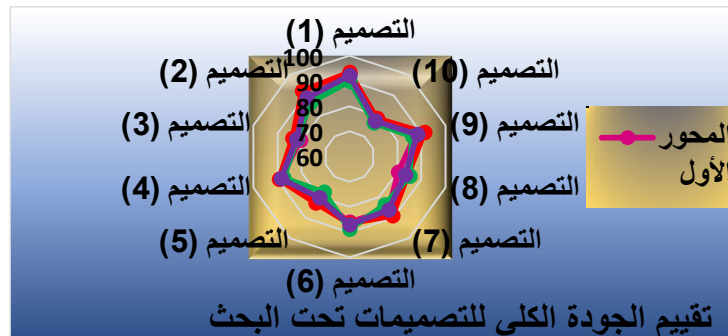 التصميم (1)
التصميم (10)
التصميم (9)
التصميم (8)
التصميم (7)
التصميم (6)
التصميم (5)
التصميم (4)
التصميم (3)
التصميم (2)
100
90
80
70
60
المحور
الأول
تقييم الجودة الكلي للتصميمات تحت البحث